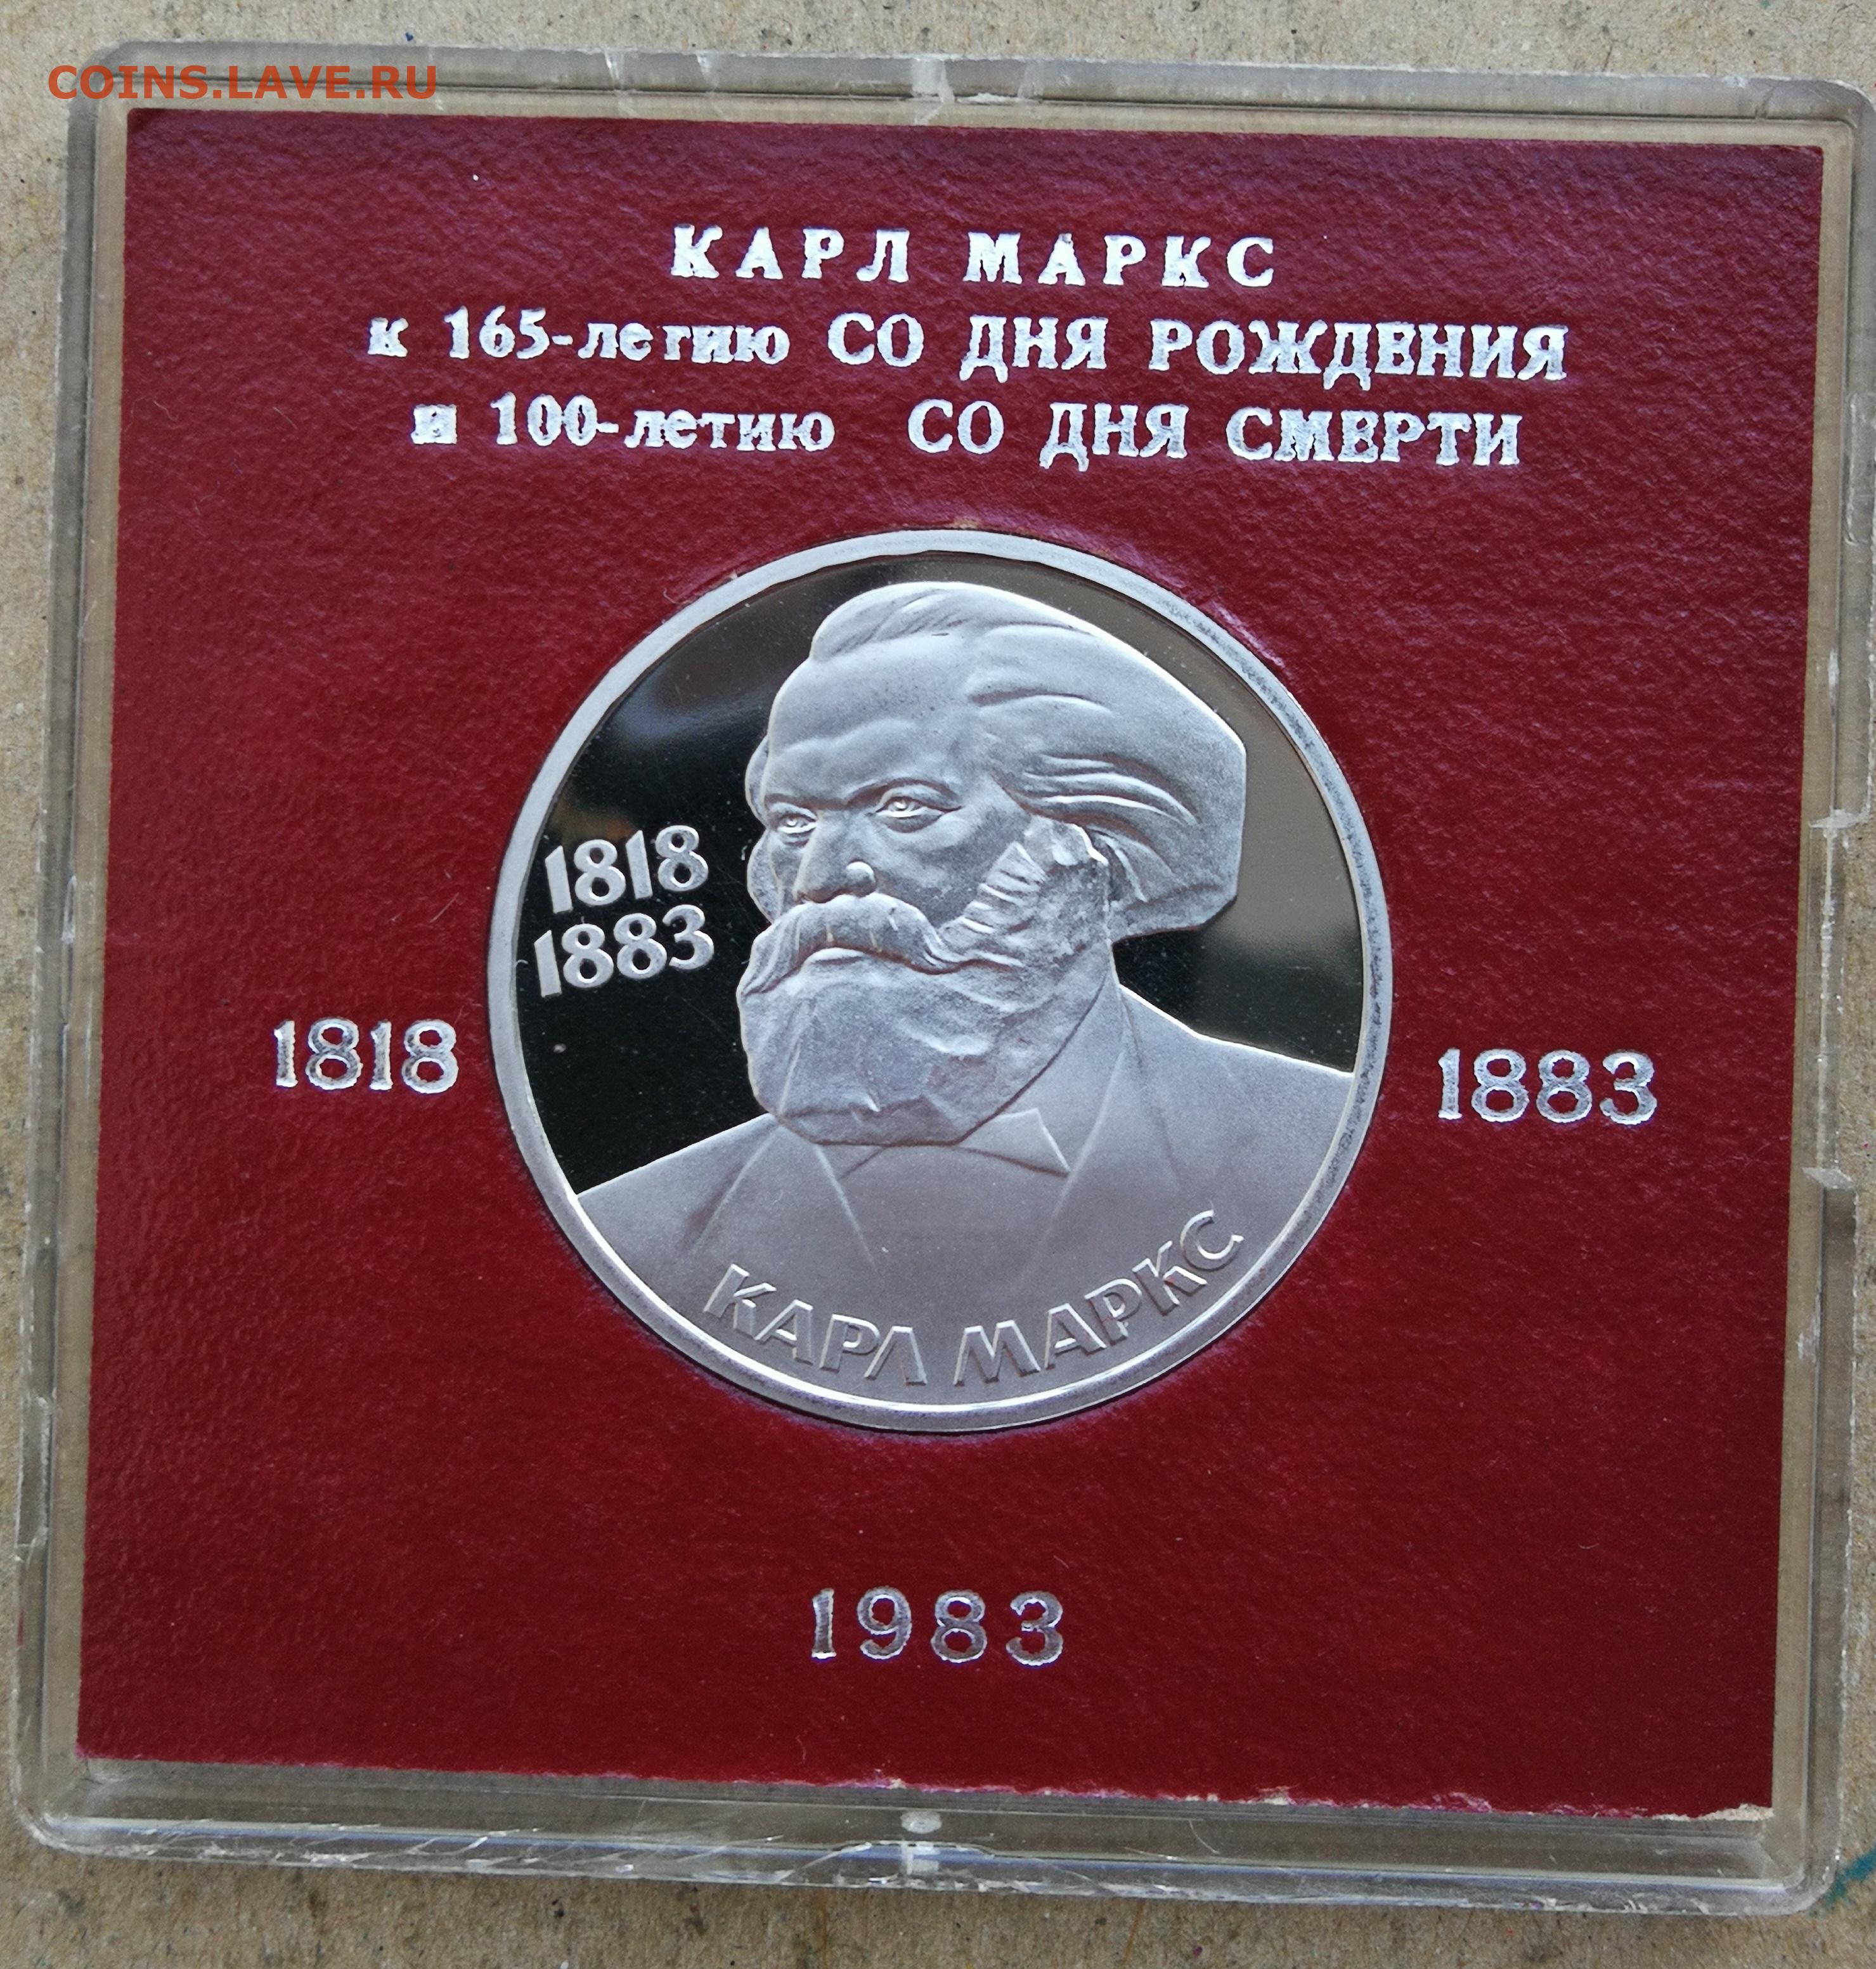 COINS.LAVE.RU
КАРЛ МАРКС
к 165-летию СО ДНЯ РОЖДЕНИЯ
и 100-летию СО ДНЯ СМЕРТИ
1818
1883
1818
1883
КАРЛ МАРКС
1983